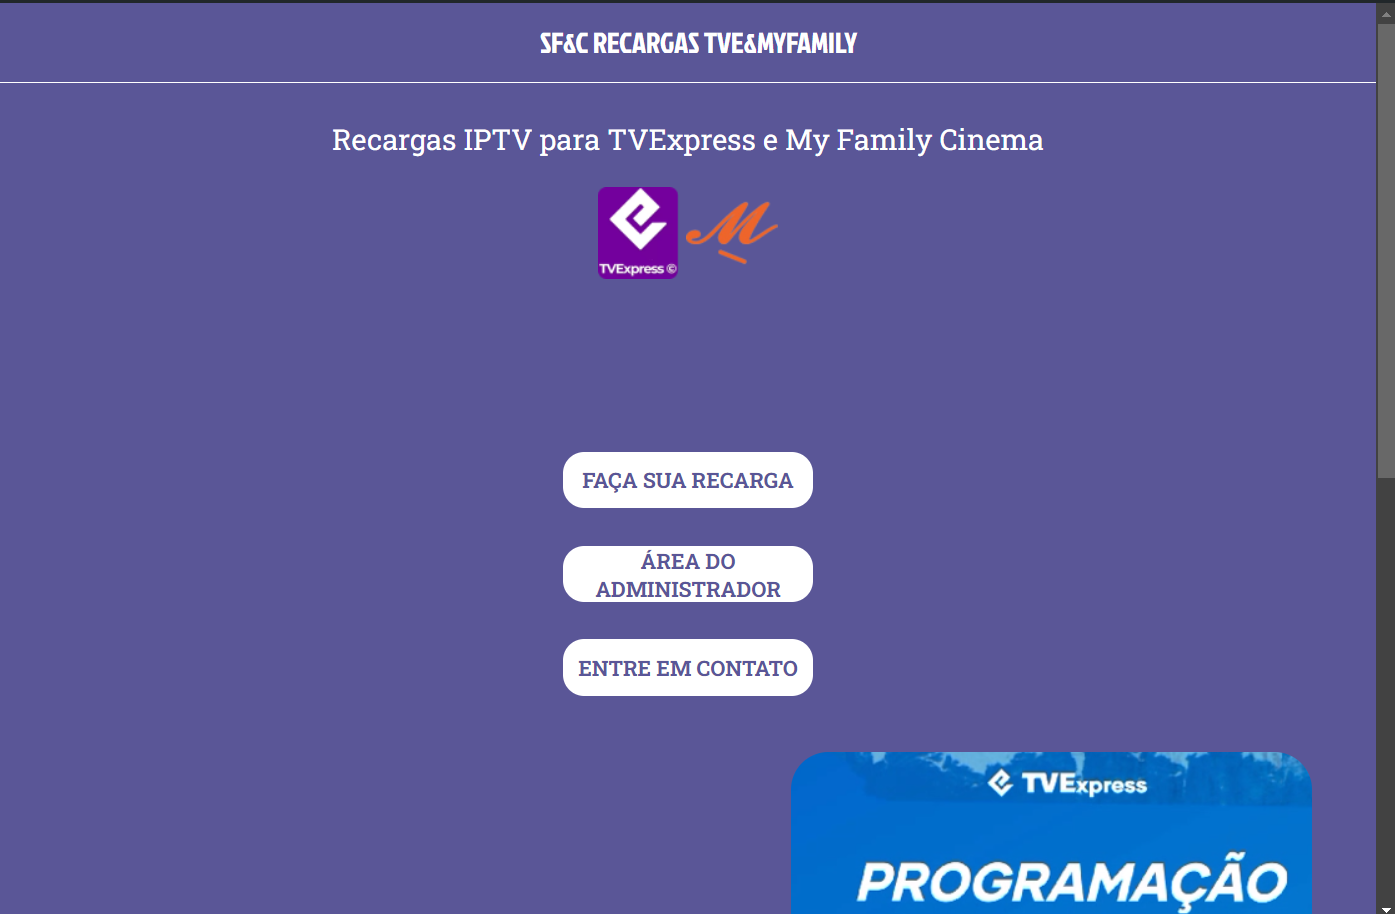 SF&C RECARGAS TVE&MYFAMILY
Recargas IPTV para TVExpress e My Family Cinema
TVExpress ©
FAÇA SUA RECARGA
ÁREA DO
ADMINISTRADOR
ENTRE EM CONTATO
TVExpress
PROGRAMAÇÃO